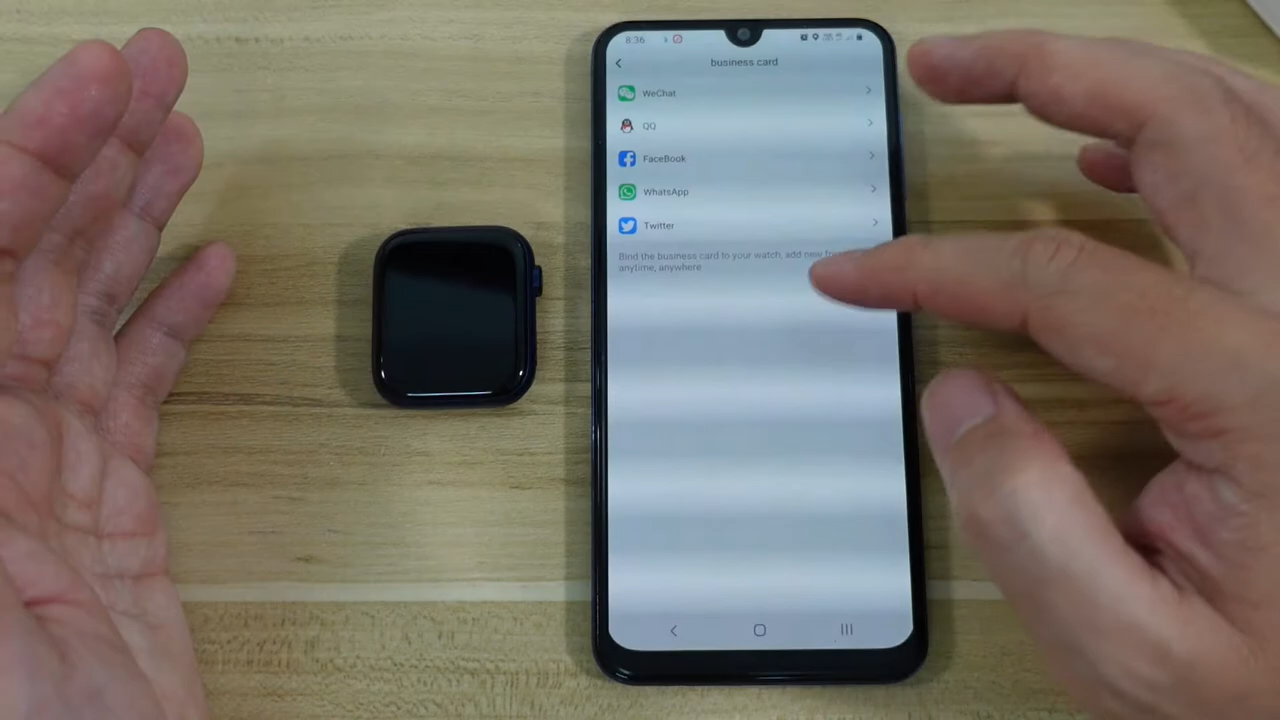 8:36
business card
WeChat
QQ
FaceBook
WhatsApp
Twitter
Bind the business card to your watch, add new
anytime, anywhere